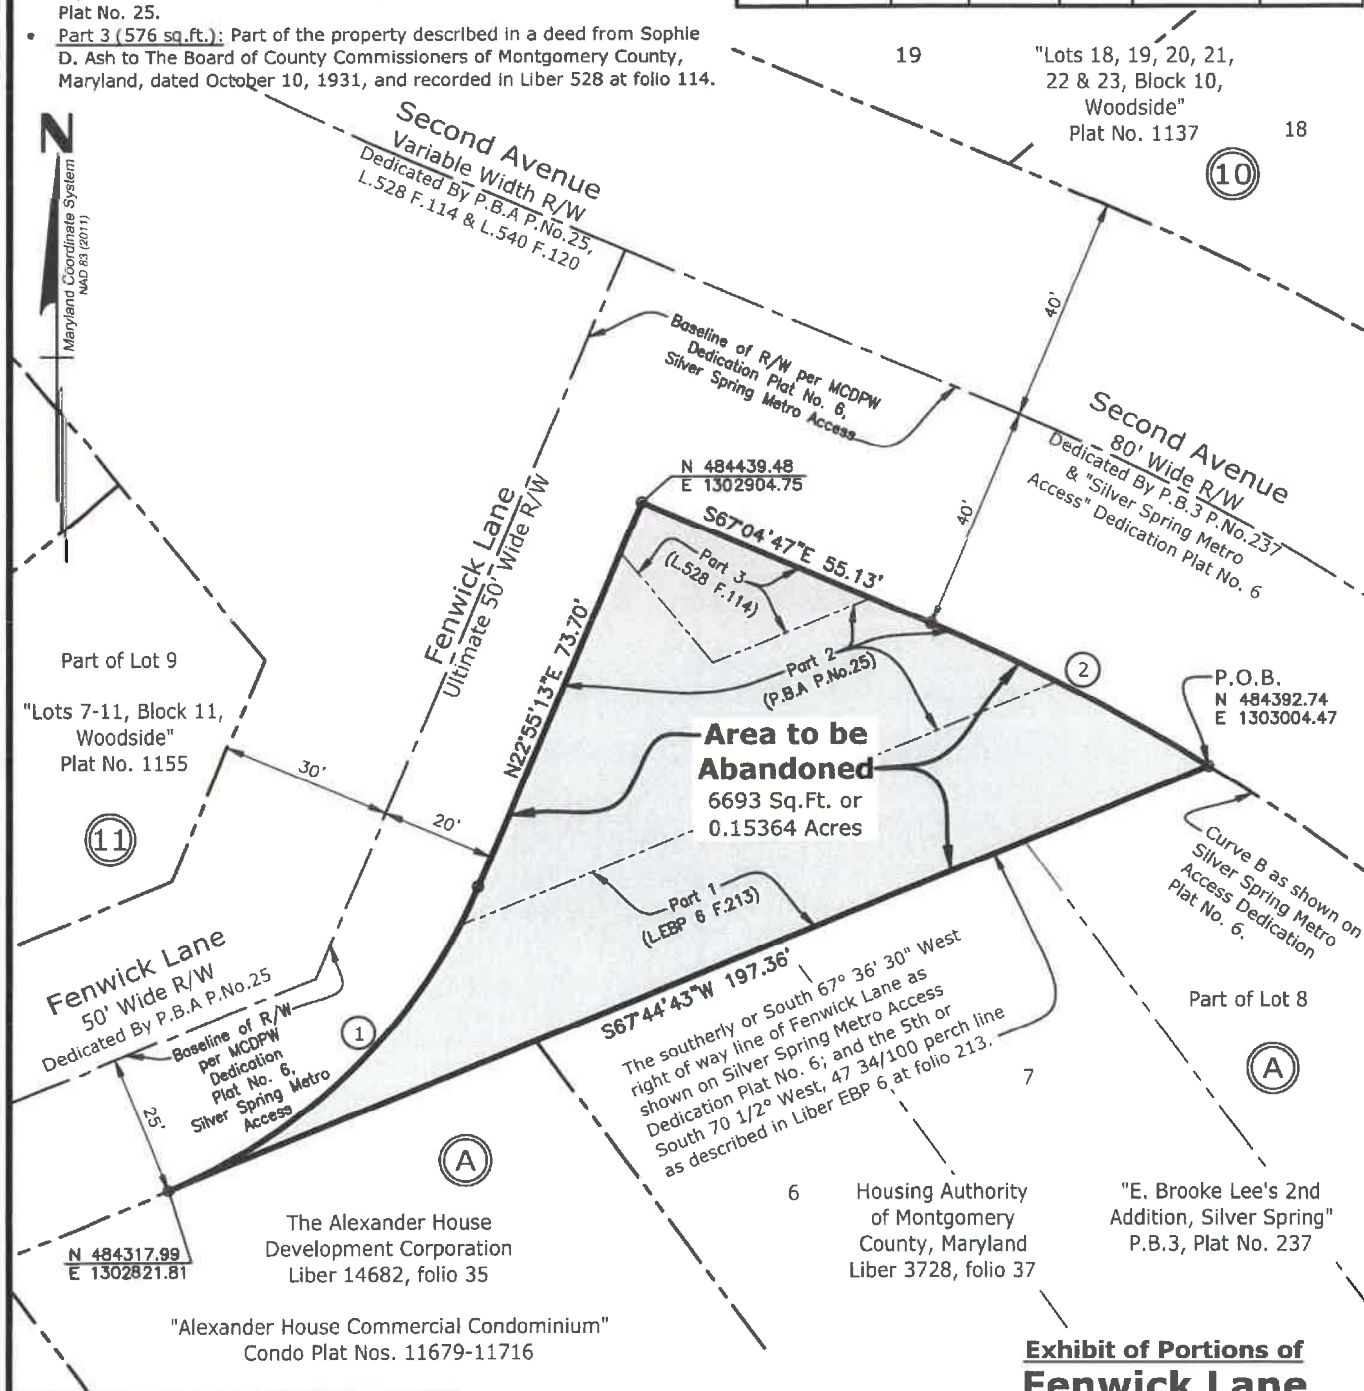 Plat No. 25.
• Part 3 (576 sq.ft.): Part of the property described in a deed from Sophie
D. Ash to The Board of County Commissioners of Montgomery County,
Maryland, dated October 10, 1931, and recorded in Liber 528 at folio 114.
19
"Lots 18, 19, 20, 21,
22 & 23, Block 10,
Woodside"
Plat No. 1137
18
10
N
Maryland Coordinate System
NAD 83 (2011)
Second Avenue
Variable Width R/W
Dedicated By P.B.A P.No.25,
L.528 F.114 & L.540 F.120
40'
Baseline of R/W per MCDPW
Dedication Plat No. 6,
Silver Spring Metro Access
Second Avenue
80' Wide R/W
Dedicated By P.B.3 P.No.237
& "Silver Spring Metro
Access" Dedication Plat No. 6
40'
N 484439.48
E 1302904.75
S67°04'47"E 55.13'
Fenwick Lane
Ultimate 50' Wide R/W
N22°55'13"E 73.70'
Part 3
(L.528 F.114)
Part 2
(P.B.A P.No.25)
2
P.O.B.
N 484392.74
E 1303004.47
Part of Lot 9
"Lots 7-11, Block 11,
Woodside"
Plat No. 1155
11
30'
20'
Area to be
Abandoned
6693 Sq.Ft. or
0.15364 Acres
Curve B as shown on
Silver Spring Metro
Access Dedication
Plat No. 6.
Part 1
(LEBP 6 F.213)
S67°44'43"W 197.36'
Fenwick Lane
50' Wide R/W
Dedicated By P.B.A P.No.25
Baseline of R/W
per MCDPW
Dedication
Plat No. 6,
Silver Spring Metro
Access
1
25'
The southerly or South 67° 36' 30" West
right of way line of Fenwick Lane as
shown on Silver Spring Metro Access
Dedication Plat No. 6; and the 5th or
South 70 1/2° West, 47 34/100 perch line
as described in Liber EBP 6 at folio 213.
Part of Lot 8
7
A
A
6
N 484317.99
E 1302821.81
The Alexander House
Development Corporation
Liber 14682, folio 35
Housing Authority
of Montgomery
County, Maryland
Liber 3728, folio 37
"E. Brooke Lee's 2nd
Addition, Silver Spring"
P.B.3, Plat No. 237
"Alexander House Commercial Condominium"
Condo Plat Nos. 11679-11716
Exhibit of Portions of
Fenwick Lane